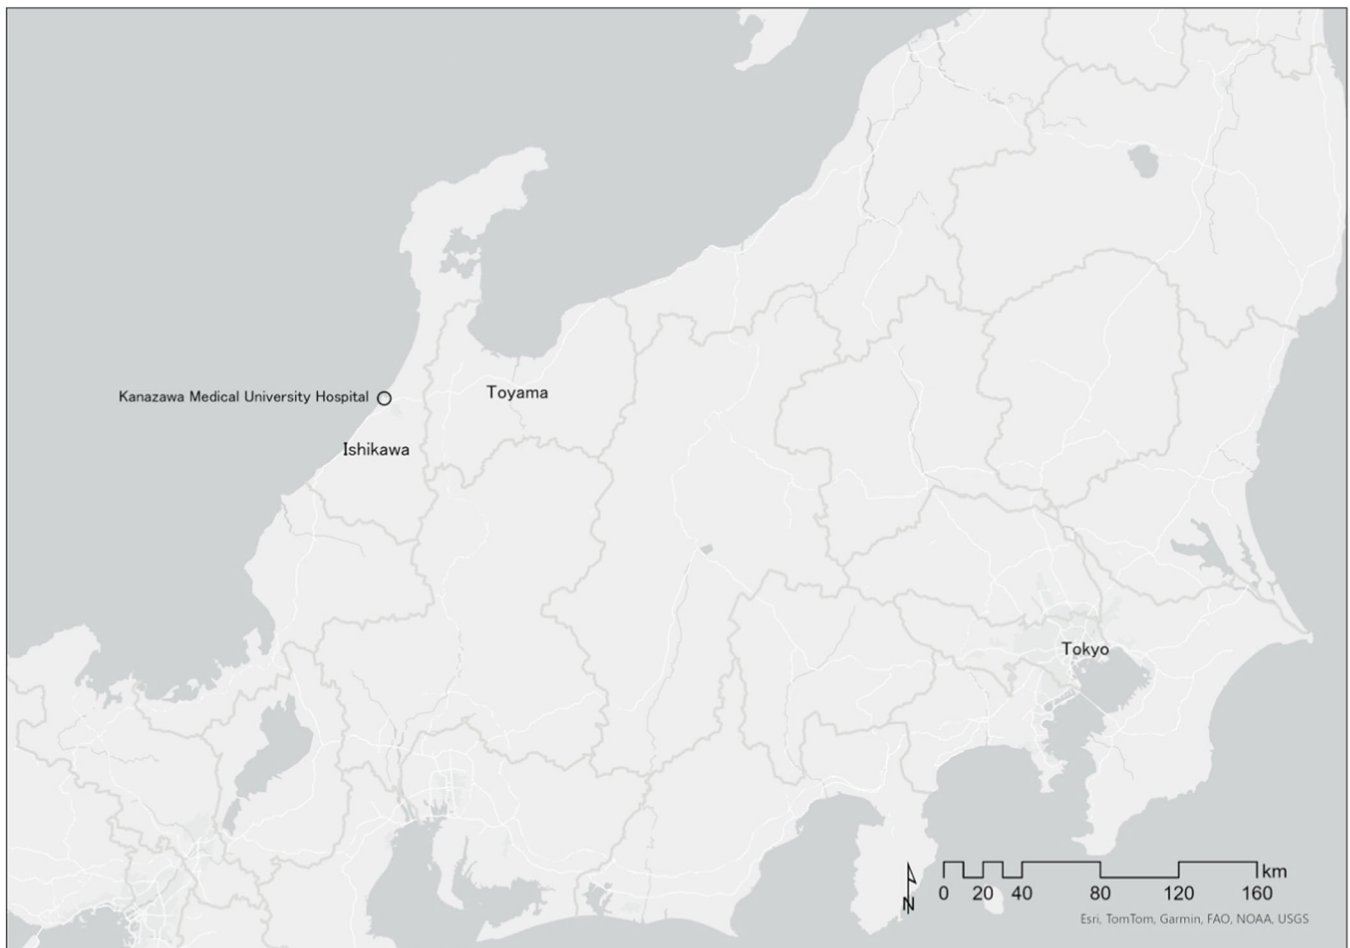 Toyama
Kanazawa Medical University Hospital
Ishikawa
Tokyo
km
0 20 40 80 120 160
N
Esri, TomTom, Garmin, FAO, NOAA, USGS